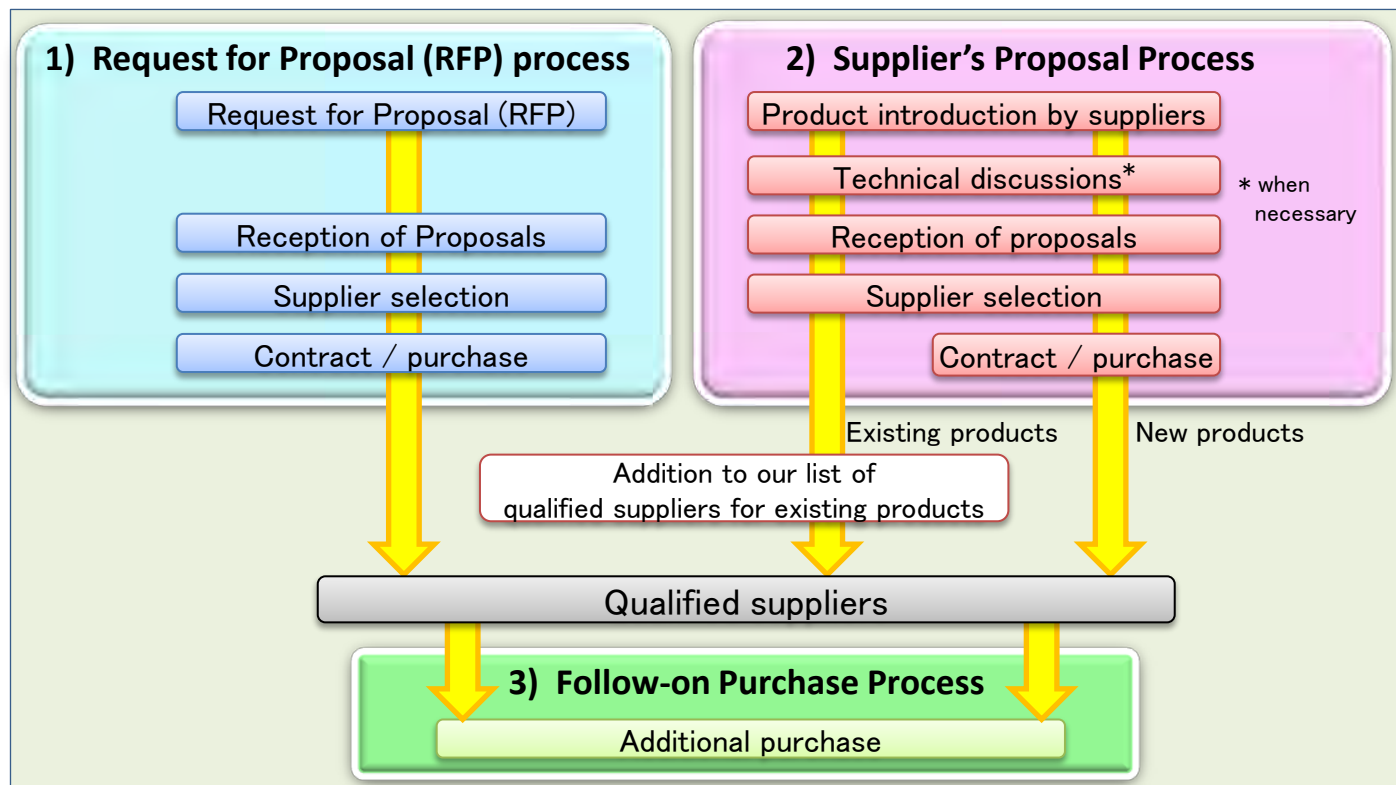 1) Request for Proposal (RFP) process
Request for Proposal (RFP)
Reception of Proposals
Supplier selection
Contract / purchase
2) Supplier’s Proposal Process
Product introduction by suppliers
Technical discussions*
* when
necessary
Reception of proposals
Supplier selection
Contract / purchase
Existing products
New products
Addition to our list of
qualified suppliers for existing products
Qualified suppliers
3) Follow-on Purchase Process
Additional purchase